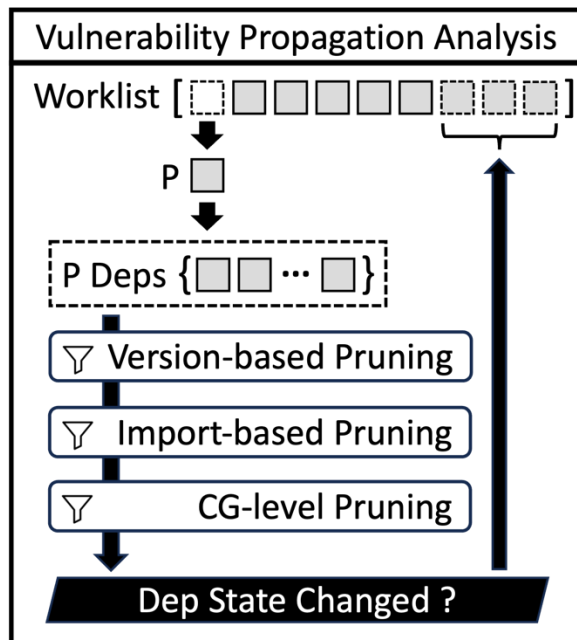 Vulnerability Propagation Analysis
Worklist [ ]
P
P Deps { ... }
Version-based Pruning
Import-based Pruning
CG-level Pruning
Dep State Changed ?